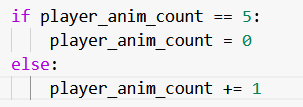 if player_anim_count == 5:
    player_anim_count = 0
else:
    player_anim_count += 1